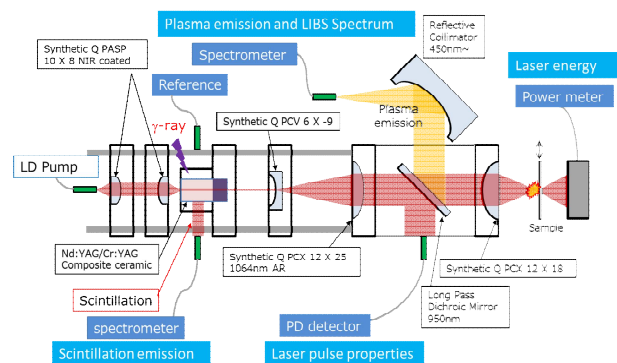 Plasma emission and LIBS Spectrum
Reflective
Coilimator
450nm~
Synthetic Q PASP
10 X 8 NIR coated
Spectrometer
Laser energy
Reference
Power meter
Plasma
emission
γ-ray
Synthetic Q PCV 6 X -9
LD Pump
Sample
Nd:YAG/Cr:YAG
Composite ceramic
Synthetic Q PCX 12 X 25
1064nm AR
Synthetic Q PCX 12 X 18
Scintillation
Long Pass
Dichroic Mirror
950nm
spectrometer
PD detector
Scintillation emission
Laser pulse properties